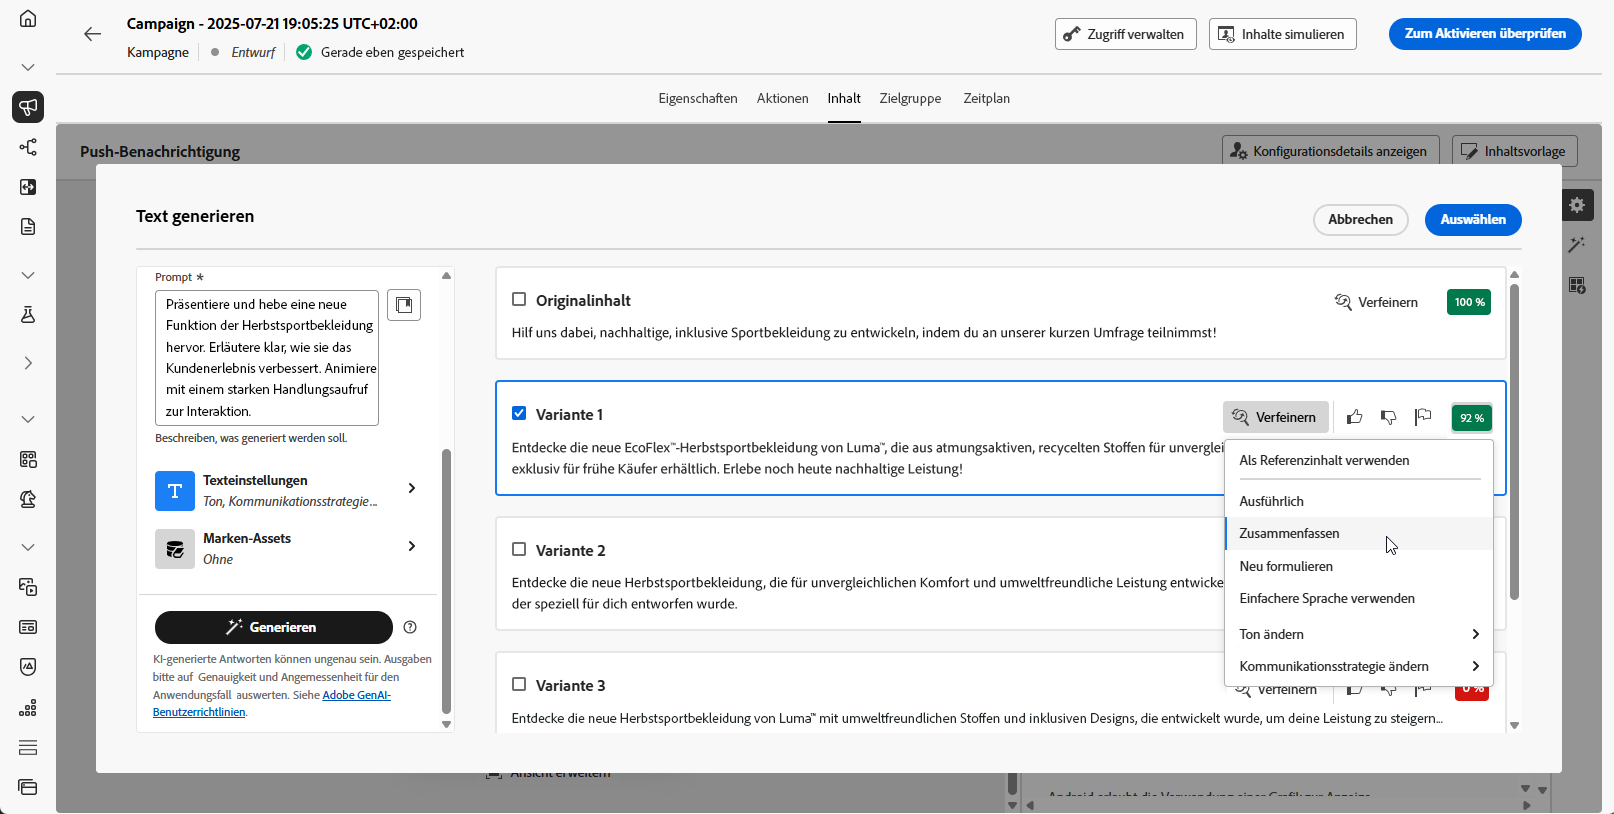 Campaign - 2025-07-21 19:05:25 UTC+02:00
Kampagne
Entwurf
Gerade eben gespeichert
Zugriff verwalten
Inhalte simulieren
Zum Aktivieren überprüfen
Eigenschaften
Aktionen
Inhalt
Zielgruppe
Zeitplan
Push-Benachrichtigung
Konfigurationsdetails anzeigen
Inhaltsvorlage
Text generieren
Abbrechen
Auswählen
Prompt *
Präsentiere und hebe eine neue
Funktion der Herbstsportbekleidung
hervor. Erläutere klar, wie sie das
Kundenerlebnis verbessert. Animiere
mit einem starken Handlungsaufruf
zur Interaktion.
Beschreiben, was generiert werden soll.
Texteinstellungen
Ton, Kommunikationsstrategie...
Marken-Assets
Ohne
Generieren
KI-generierte Antworten können ungenau sein. Ausgaben
bitte auf Genauigkeit und Angemessenheit für den
Anwendungsfall auswerten. Siehe Adobe GenAI-
Benutzerrichtlinien.
Originalinhalt
Verfeinern
100 %
Hilf uns dabei, nachhaltige, inklusive Sportbekleidung zu entwickeln, indem du an unserer kurzen Umfrage teilnimmst!
Variante 1
Verfeinern
92 %
Entdecke die neue EcoFlex™-Herbstsportbekleidung von Luma™, die aus atmungsaktiven, recycelten Stoffen für unverglei
exklusiv für frühe Käufer erhältlich. Erlebe noch heute nachhaltige Leistung!
Als Referenzinhalt verwenden
Ausführlich
Zusammenfassen
Neu formulieren
Einfachere Sprache verwenden
Ton ändern
Kommunikationsstrategie ändern
Variante 2
Entdecke die neue Herbstsportbekleidung, die für unvergleichlichen Komfort und umweltfreundliche Leistung entwicke
der speziell für dich entworfen wurde.
Variante 3
Verfeinern
0 %
Entdecke die neue Herbstsportbekleidung von Luma™ mit umweltfreundlichen Stoffen und inklusiven Designs, die entwickelt wurde, um deine Leistung zu steigern...
Ansicht erweitern
Android erlaubt die Verwendung einer Grafik zur Anzeige